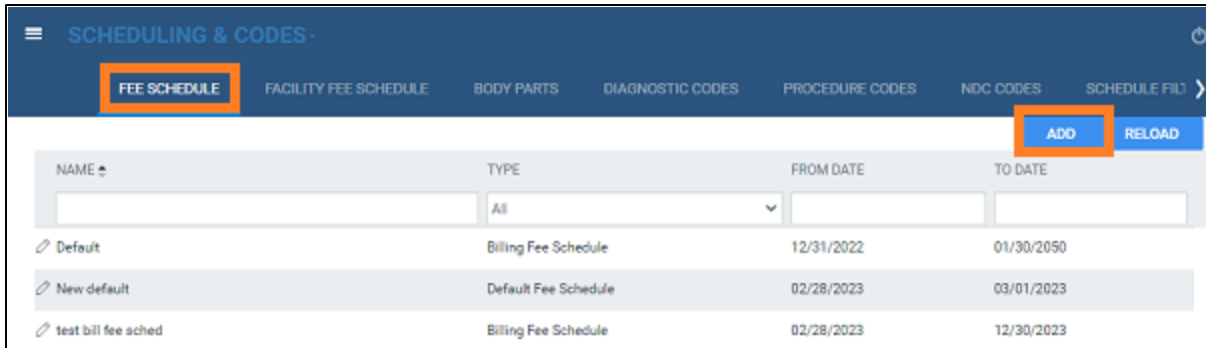 SCHEDULING & CODES-
FEE SCHEDULE FACILITY FEE SCHEDULE BODY PARTS DIAGNOSTIC CODES PROCEDURE CODES NDC CODES SCHEDULE FILT
ADD RELOAD
NAME TYPE FROM DATE TO DATE
All
Default Billing Fee Schedule 12/31/2022 01/30/2050
New default Default Fee Schedule 02/28/2023 03/01/2023
test bill fee sched Billing Fee Schedule 02/28/2023 12/30/2023